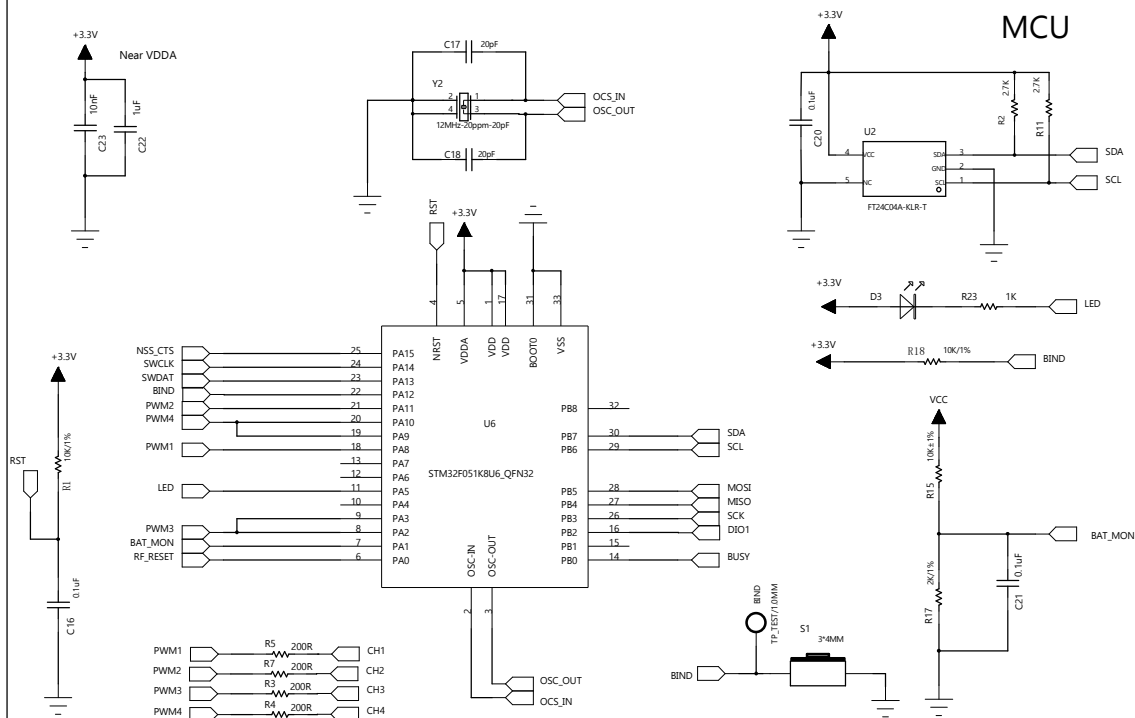 MCU
+3.3V
Near VDDA
10nF
C23
1uF
C22
C17
20pF
Y2
2
1
4
3
12MHz-20ppm-20pF
C18
20pF
OCS_IN
OSC_OUT
+3.3V
0.1uF
C20
U2
2.7K
R2
2.7K
R11
4
VCC
SDA
3
GND
2
5
NC
SCL
1
FT24C04A-KLR-T
SDA
SCL
RST
+3.3V
4
5
1
17
31
33
NRST
VDDA
VDD
VDD
BOOT0
VSS
+3.3V
D3
R23
1K
LED
+3.3V
R18
10K/1%
BIND
NSS_CTS
25
PA15
SWCLK
24
PA14
SWDAT
23
PA13
BIND
22
PA12
PWM2
21
PA11
PWM4
20
PA10
19
PA9
PWM1
18
PA8
13
PA7
12
PA6
LED
11
PA5
10
PA4
9
PA3
PWM3
8
PA2
BAT_MON
7
PA1
RF_RESET
6
PA0
U6
STM32F051K8U6_QFN32
PB8
32
PB7
30
SDA
PB6
29
SCL
PB5
28
MOSI
PB4
27
MISO
PB3
26
SCK
PB2
16
DIO1
PB1
15
PB0
14
BUSY
OSC-IN
OSC-OUT
2
3
OSC_OUT
OCS_IN
+3.3V
10K/1%
R1
RST
0.1uF
C16
PWM1
R5
200R
CH1
PWM2
R7
200R
CH2
PWM3
R3
200R
CH3
PWM4
R4
200R
CH4
VCC
10K±1%
R15
BAT_MON
2K/1%
R17
0.1uF
C21
BIND
TP_TEST/1.0MM
S1
3*4MM
BIND